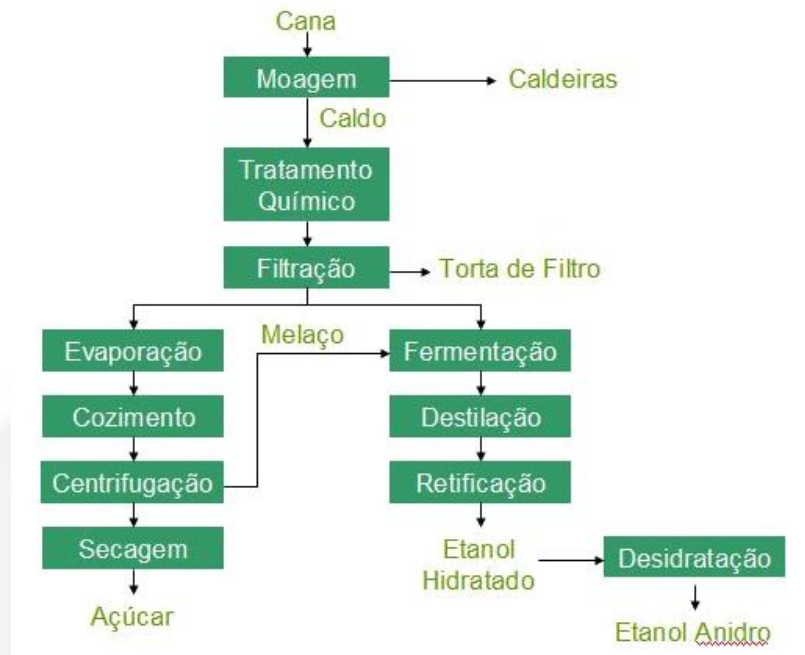 Cana
Moagem
Caldeiras
Caldo
Tratamento
Químico
Filtração
Torta de Filtro
Melaço
Evaporação
Fermentação
Cozimento
Destilação
Centrifugação
Retificação
Secagem
Etanol
Hidratado
Desidratação
Açúcar
Etanol Anidro